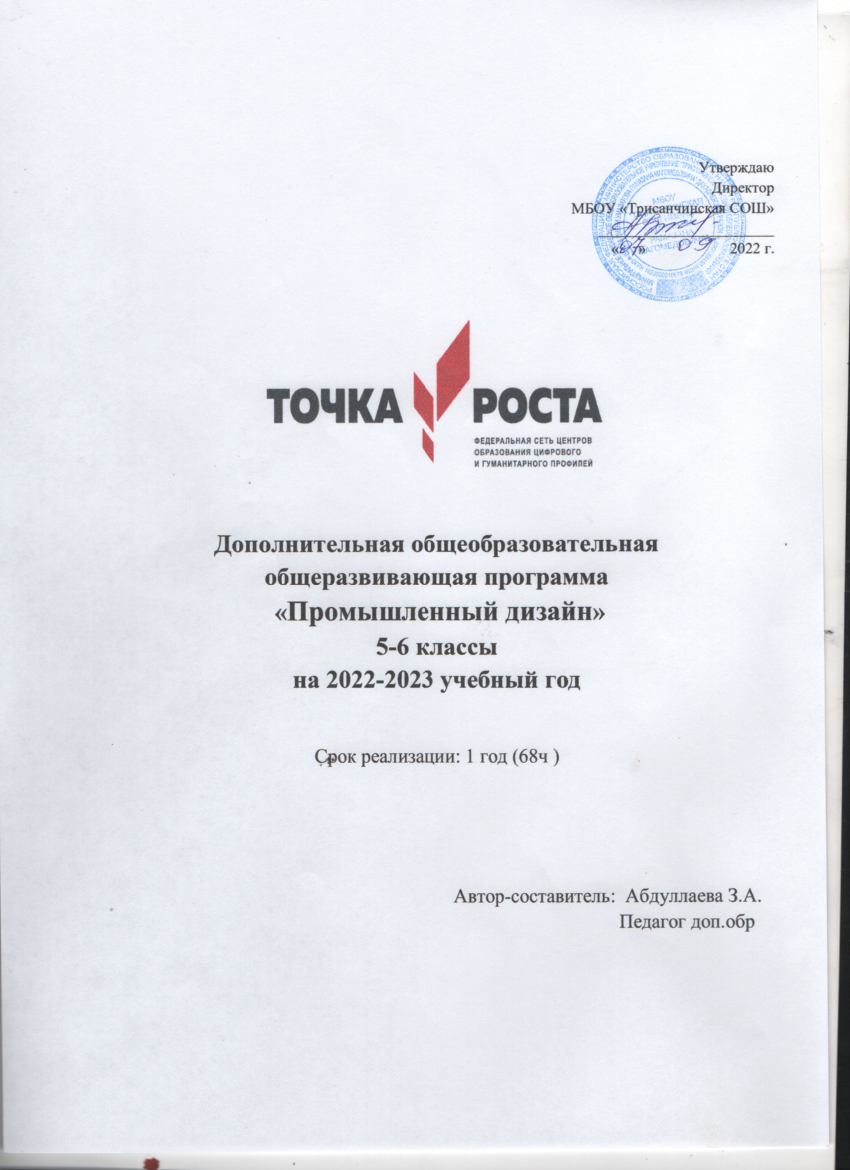 Утверждаю
Директор
МБОУ «Трисанчинская СОШ»
«07» 09 2022 г.
ТОЧКА РОСТА
ФЕДЕРАЛЬНАЯ СЕТЬ ЦЕНТРОВ
ОБРАЗОВАНИЯ ЦИФРОВОГО
И ГУМАНИТАРНОГО ПРОФИЛЕЙ
Дополнительная общеобразовательная
общеразвивающая программа
«Промышленный дизайн»
5-6 классы
на 2022-2023 учебный год
Срок реализации: 1 год (68ч )
Автор-составитель: Абдуллаева З.А.
Педагог доп.обр